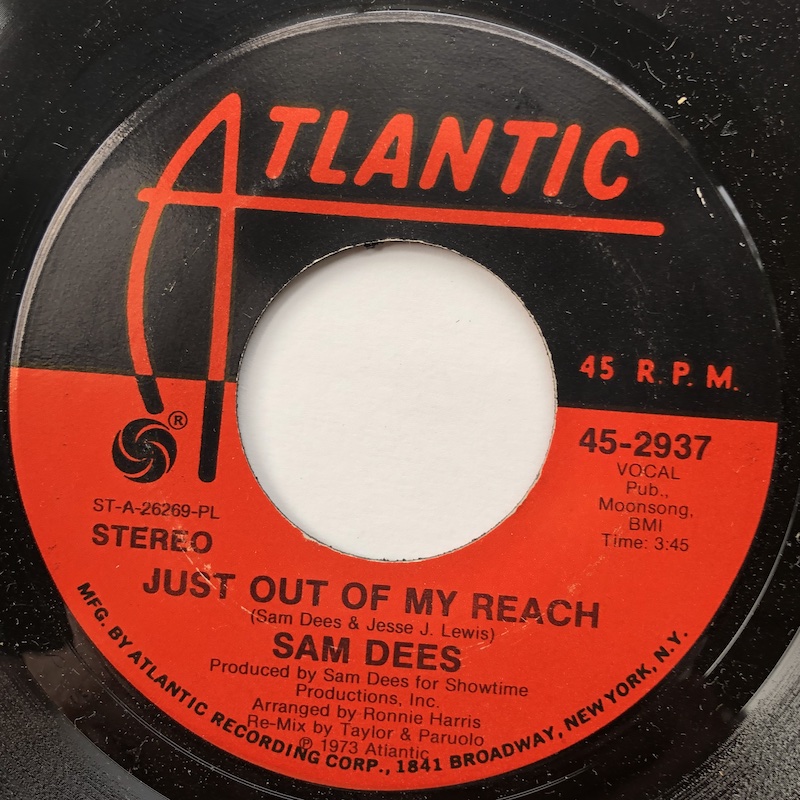 ATLANTIC
45 R.P.M.
®
45-2937
VOCAL
Pub.,
Moonsong,
BMI
Time: 3:45
ST-A-26269-PL
STEREO
JUST OUT OF MY REACH
(Sam Dees & Jesse J. Lewis)
SAM DEES
Produced by Sam Dees for Showtime
Productions, Inc.
Arranged by Ronnie Harris
Re-Mix by Taylor & Paruolo
℗ 1973 Atlantic
MFG. BY ATLANTIC RECORDING CORP., 1841 BROADWAY, NEW YORK, N.Y.